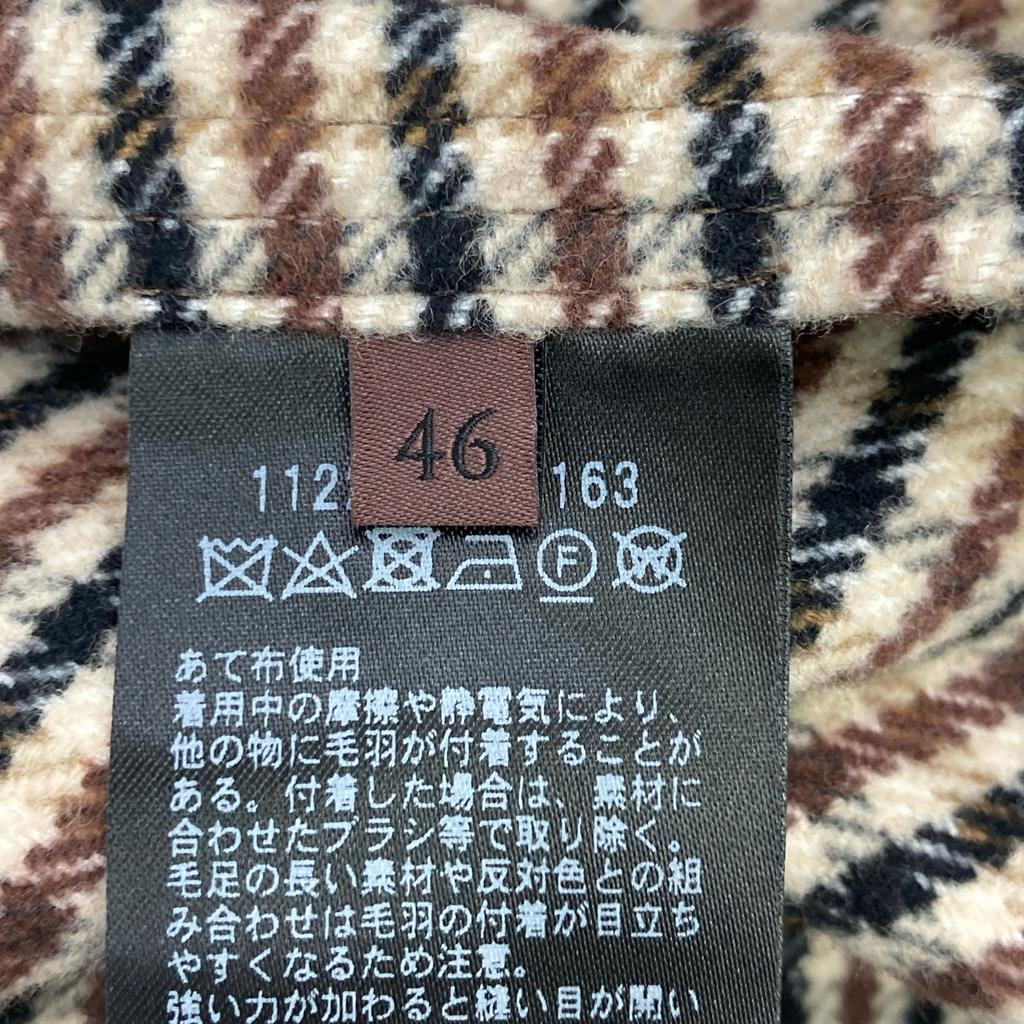 46
112
163
F
W
あて布使用
着用中の摩擦や静電気により、
他の物に毛羽が付着することが
ある。付着した場合は、素材に
合わせたブラシ等で取り除く。
毛足の長い素材や反対色との組
み合わせは毛羽の付着が目立ち
やすくなるため注意。
強い力が加わると縫い目が開い